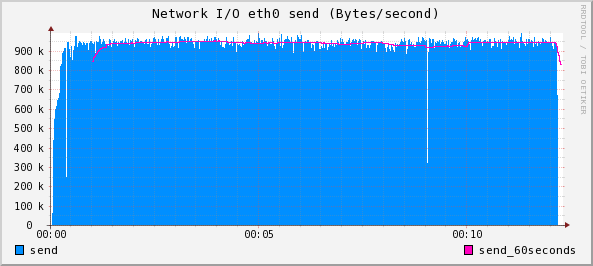 Network I/O eth0 send (Bytes/second)
RRDTOOL / TOBI OETIKER
900 k
800 k
700 k
600 k
500 k
400 k
300 k
200 k
100 k
0
00:00 00:05 00:10
send send_60seconds